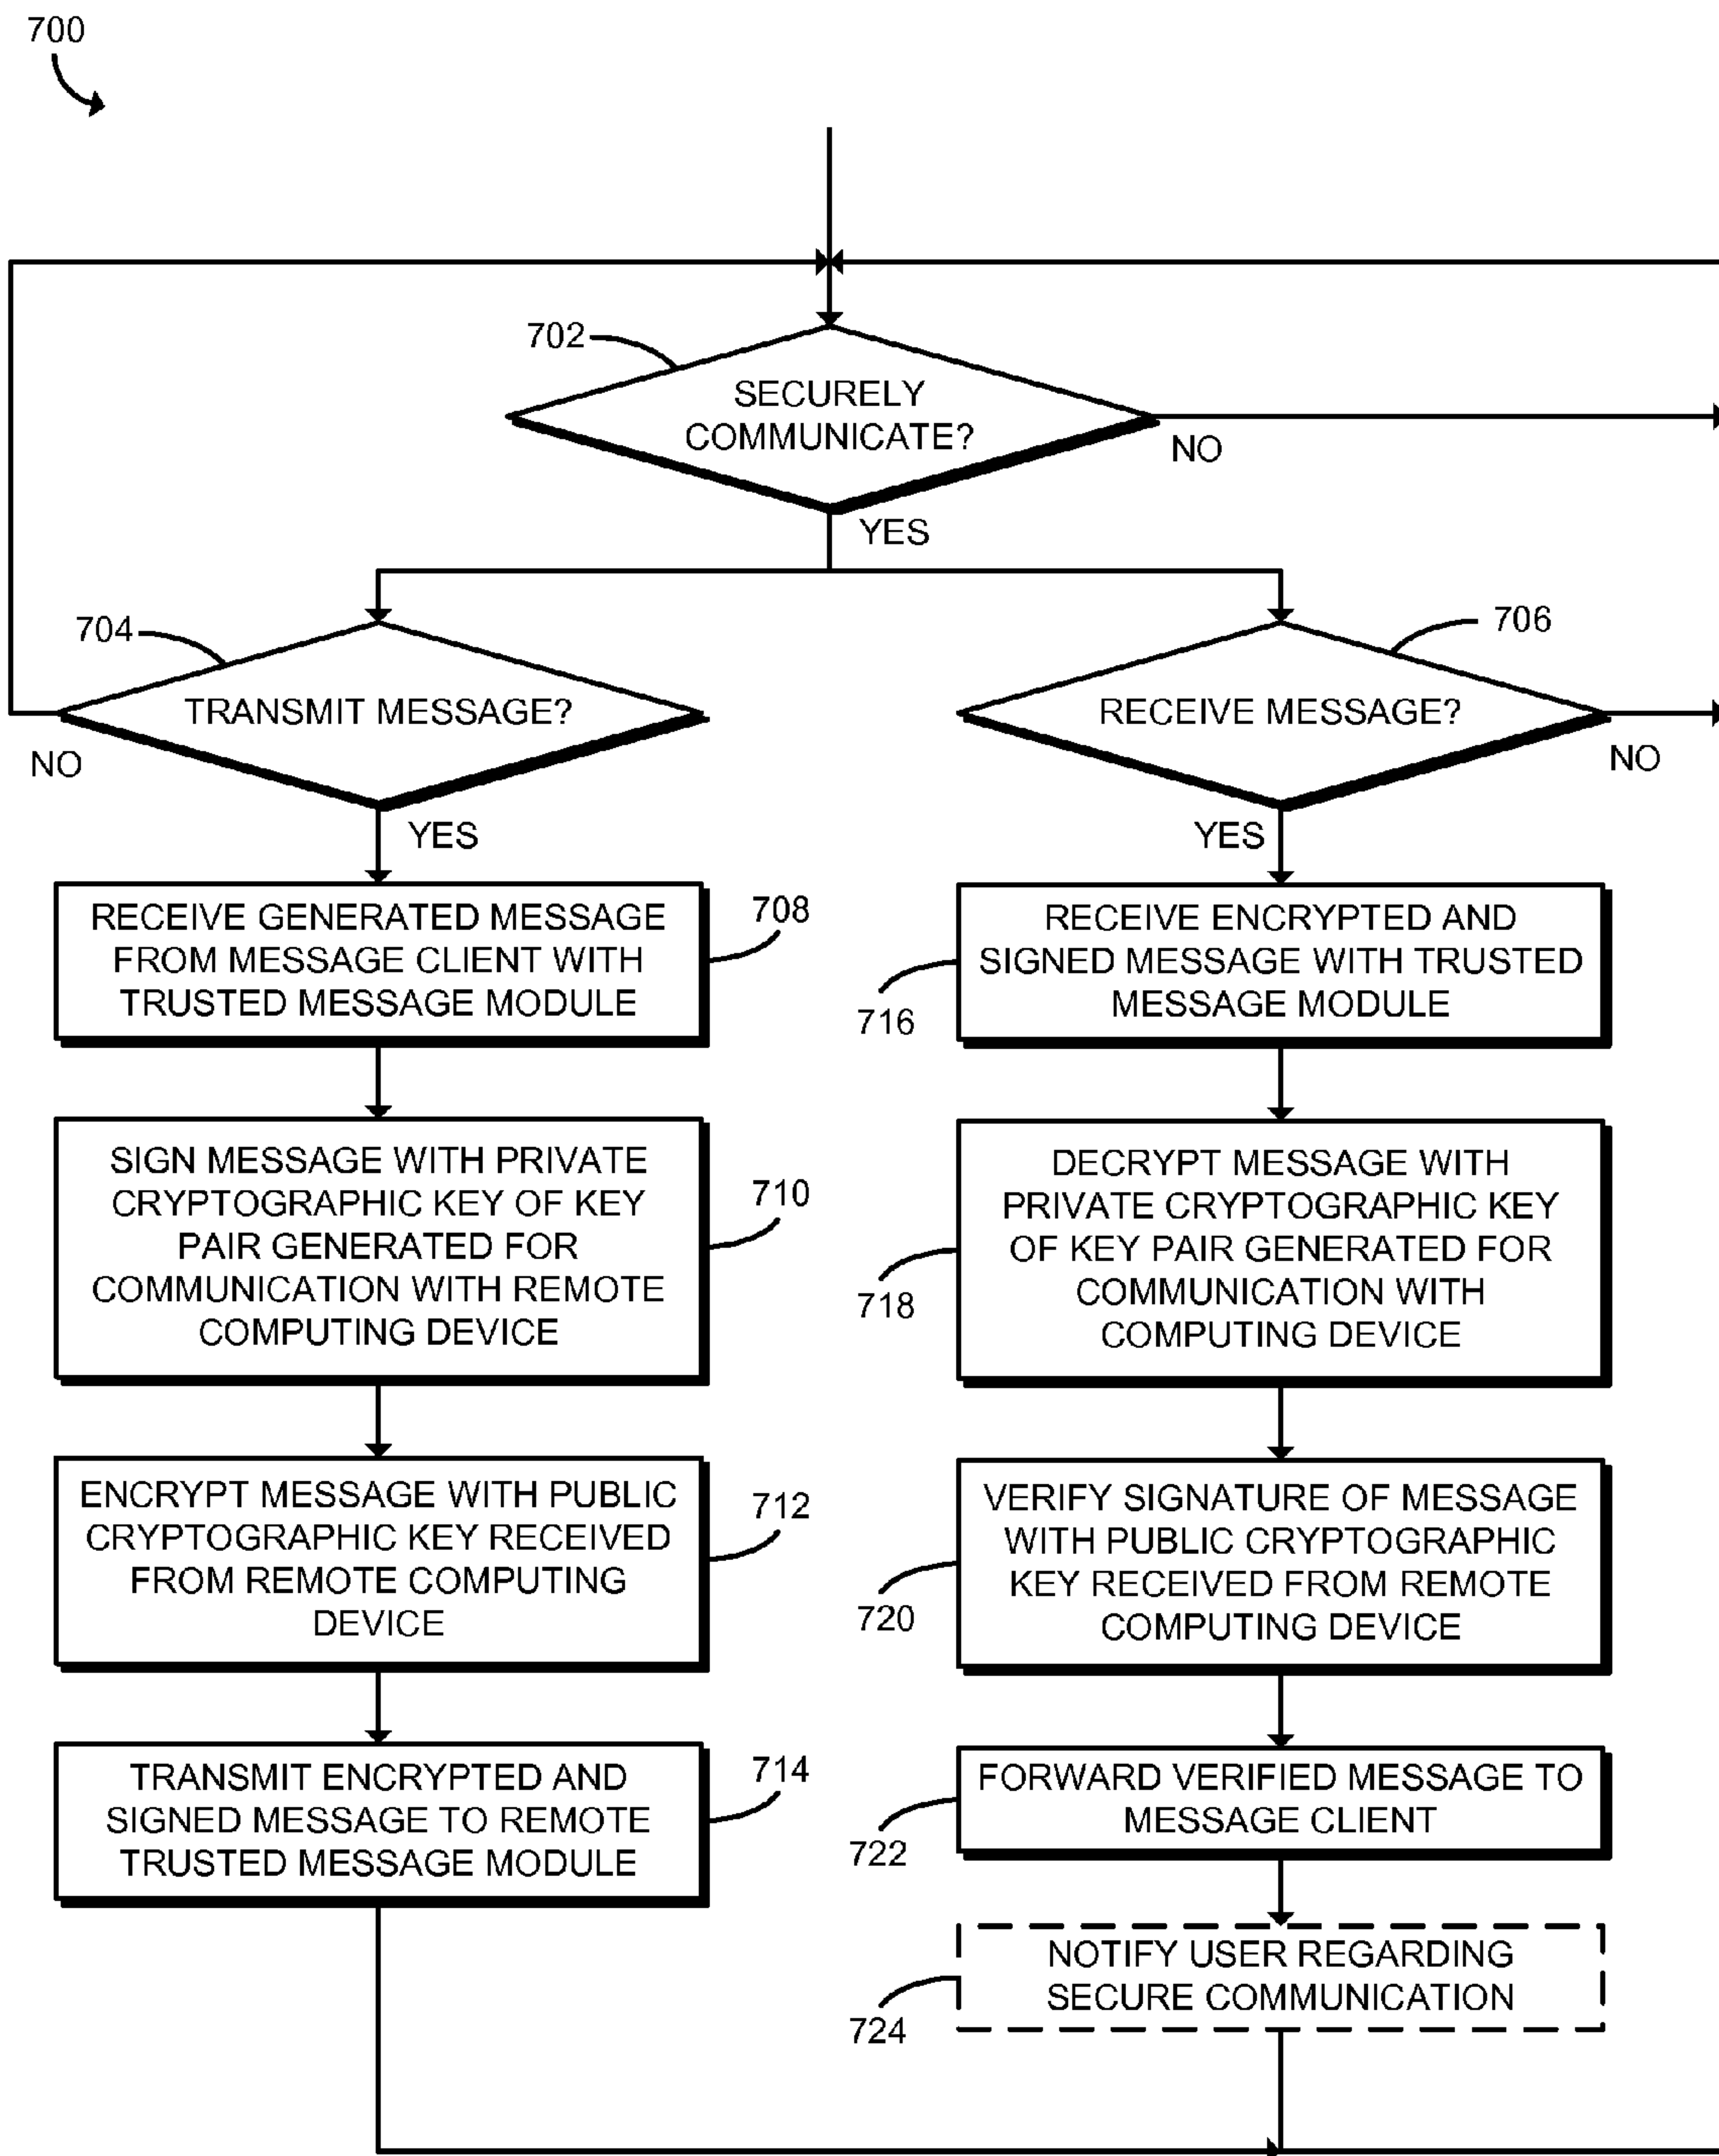 700
702
SECURELY
COMMUNICATE?
NO
YES
704
TRANSMIT MESSAGE?
NO
YES
706
RECEIVE MESSAGE?
NO
YES
RECEIVE GENERATED MESSAGE
FROM MESSAGE CLIENT WITH
TRUSTED MESSAGE MODULE
708
SIGN MESSAGE WITH PRIVATE
CRYPTOGRAPHIC KEY OF KEY
PAIR GENERATED FOR
COMMUNICATION WITH REMOTE
COMPUTING DEVICE
710
ENCRYPT MESSAGE WITH PUBLIC
CRYPTOGRAPHIC KEY RECEIVED
FROM REMOTE COMPUTING
DEVICE
712
TRANSMIT ENCRYPTED AND
SIGNED MESSAGE TO REMOTE
TRUSTED MESSAGE MODULE
714
RECEIVE ENCRYPTED AND
SIGNED MESSAGE WITH TRUSTED
MESSAGE MODULE
716
DECRYPT MESSAGE WITH
PRIVATE CRYPTOGRAPHIC KEY
OF KEY PAIR GENERATED FOR
COMMUNICATION WITH
COMPUTING DEVICE
718
VERIFY SIGNATURE OF MESSAGE
WITH PUBLIC CRYPTOGRAPHIC
KEY RECEIVED FROM REMOTE
COMPUTING DEVICE
720
FORWARD VERIFIED MESSAGE TO
MESSAGE CLIENT
722
NOTIFY USER REGARDING
SECURE COMMUNICATION
724